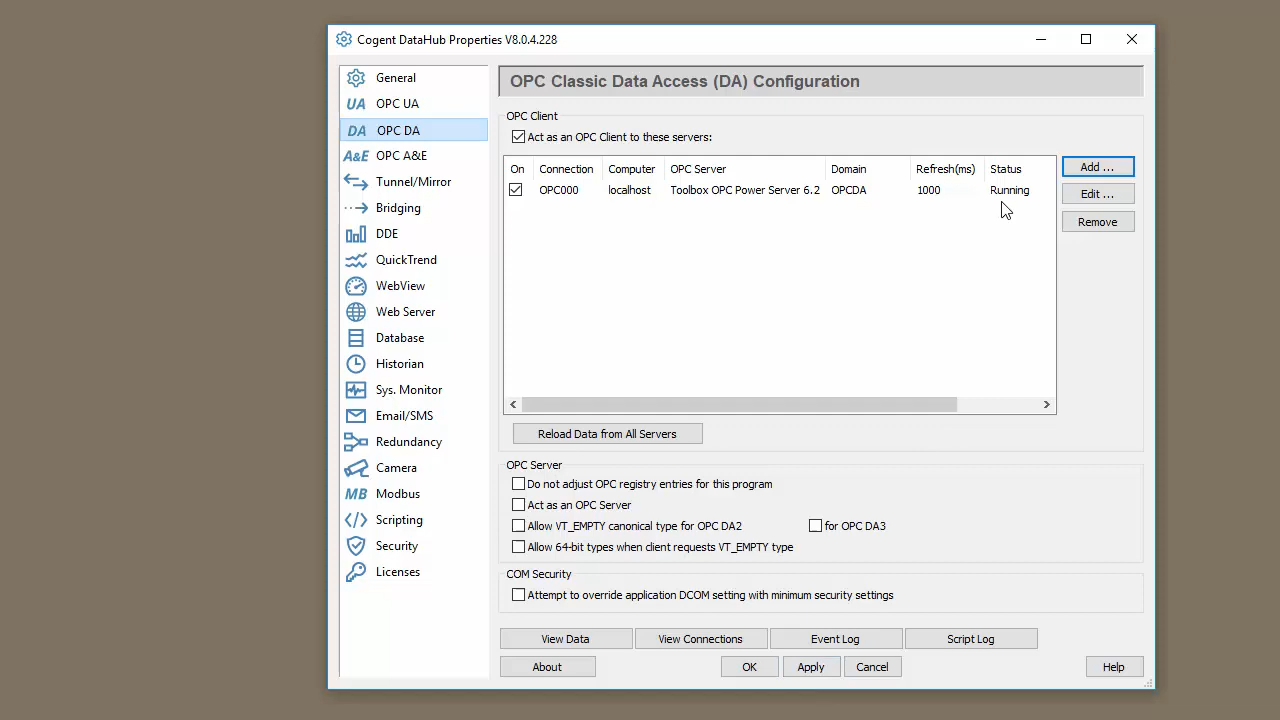 Cogent DataHub Properties V8.0.4.228
General
UA OPC UA
DA OPC DA
A&E OPC A&E
Tunnel/Mirror
Bridging
DDE
QuickTrend
WebView
Web Server
Database
Historian
Sys. Monitor
Email/SMS
Redundancy
Camera
MB Modbus
Scripting
Security
Licenses
OPC Classic Data Access (DA) Configuration
OPC Client
Act as an OPC Client to these servers:
On Connection Computer OPC Server Domain Refresh(ms) Status
OPC000 localhost Toolbox OPC Power Server 6.2 OPCDA 1000 Running
Add ...
Edit ...
Remove
Reload Data from All Servers
OPC Server
Do not adjust OPC registry entries for this program
Act as an OPC Server
Allow VT_EMPTY canonical type for OPC DA2 for OPC DA3
Allow 64-bit types when client requests VT_EMPTY type
COM Security
Attempt to override application DCOM setting with minimum security settings
View Data View Connections Event Log Script Log
About OK Apply Cancel Help